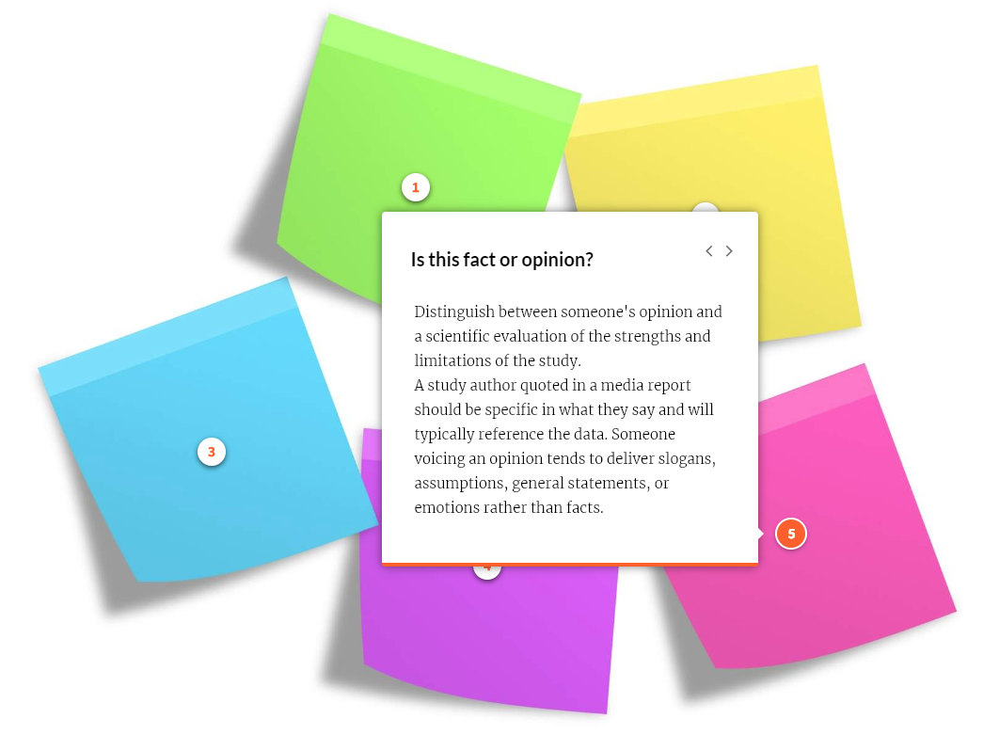 1
Is this fact or opinion?
Distinguish between someone's opinion and
a scientific evaluation of the strengths and
limitations of the study.
A study author quoted in a media report
should be specific in what they say and will
typically reference the data. Someone
voicing an opinion tends to deliver slogans,
assumptions, general statements, or
emotions rather than facts.
3
5
4